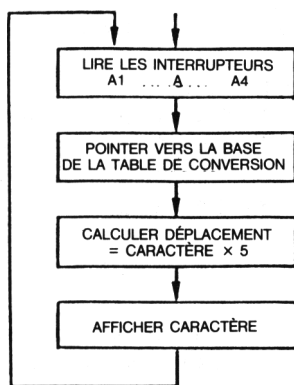 LIRE LES INTERRUPTEURS
A1 .... A ... A4
POINTER VERS LA BASE
DE LA TABLE DE CONVERSION
CALCULER DÉPLACEMENT
= CARACTÈRE × 5
AFFICHER CARACTÈRE